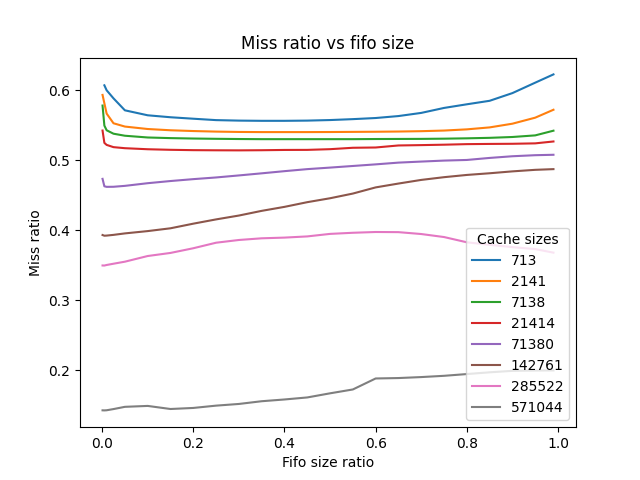 Miss ratio vs fifo size
Miss ratio
0.6
0.5
0.4
0.3
0.2
Cache sizes
713
2141
7138
21414
71380
142761
285522
571044
0.0 0.2 0.4 0.6 0.8 1.0
Fifo size ratio